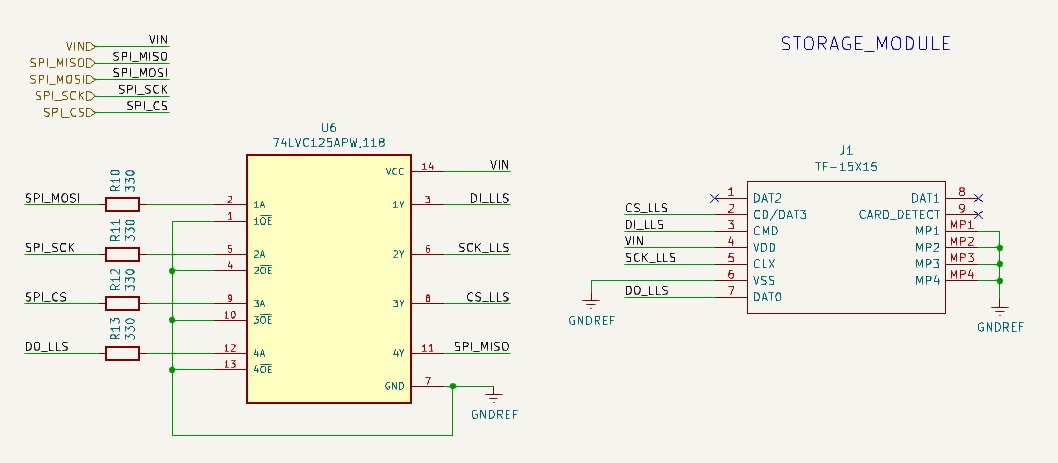 STORAGE_MODULE
VIN VIN
SPI_MISO SPI_MISO
SPI_MOSI SPI_MOSI
SPI_SCK SPI_SCK
SPI_CS SPI_CS
U6
74LVC125APW,118
VCC 14 VIN
SPI_MOSI R10 330 2 1A 1Y 3 DI_LLS
1 1OE
SPI_SCK R11 330 5 2A 2Y 6 SCK_LLS
4 2OE
SPI_CS R12 330 9 3A 3Y 8 CS_LLS
10 3OE
DO_LLS R13 330 12 4A 4Y 11 SPI_MISO
13 4OE
GND 7
GNDREF
J1
TF-15X15
1 DAT2 DAT1 8
CS_LLS 2 CD/DAT3 CARD_DETECT 9
DI_LLS 3 CMD MP1 MP1
VIN 4 VDD MP2 MP2
SCK_LLS 5 CLX MP3 MP3
6 VSS MP4 MP4
DO_LLS 7 DAT0
GNDREF
GNDREF